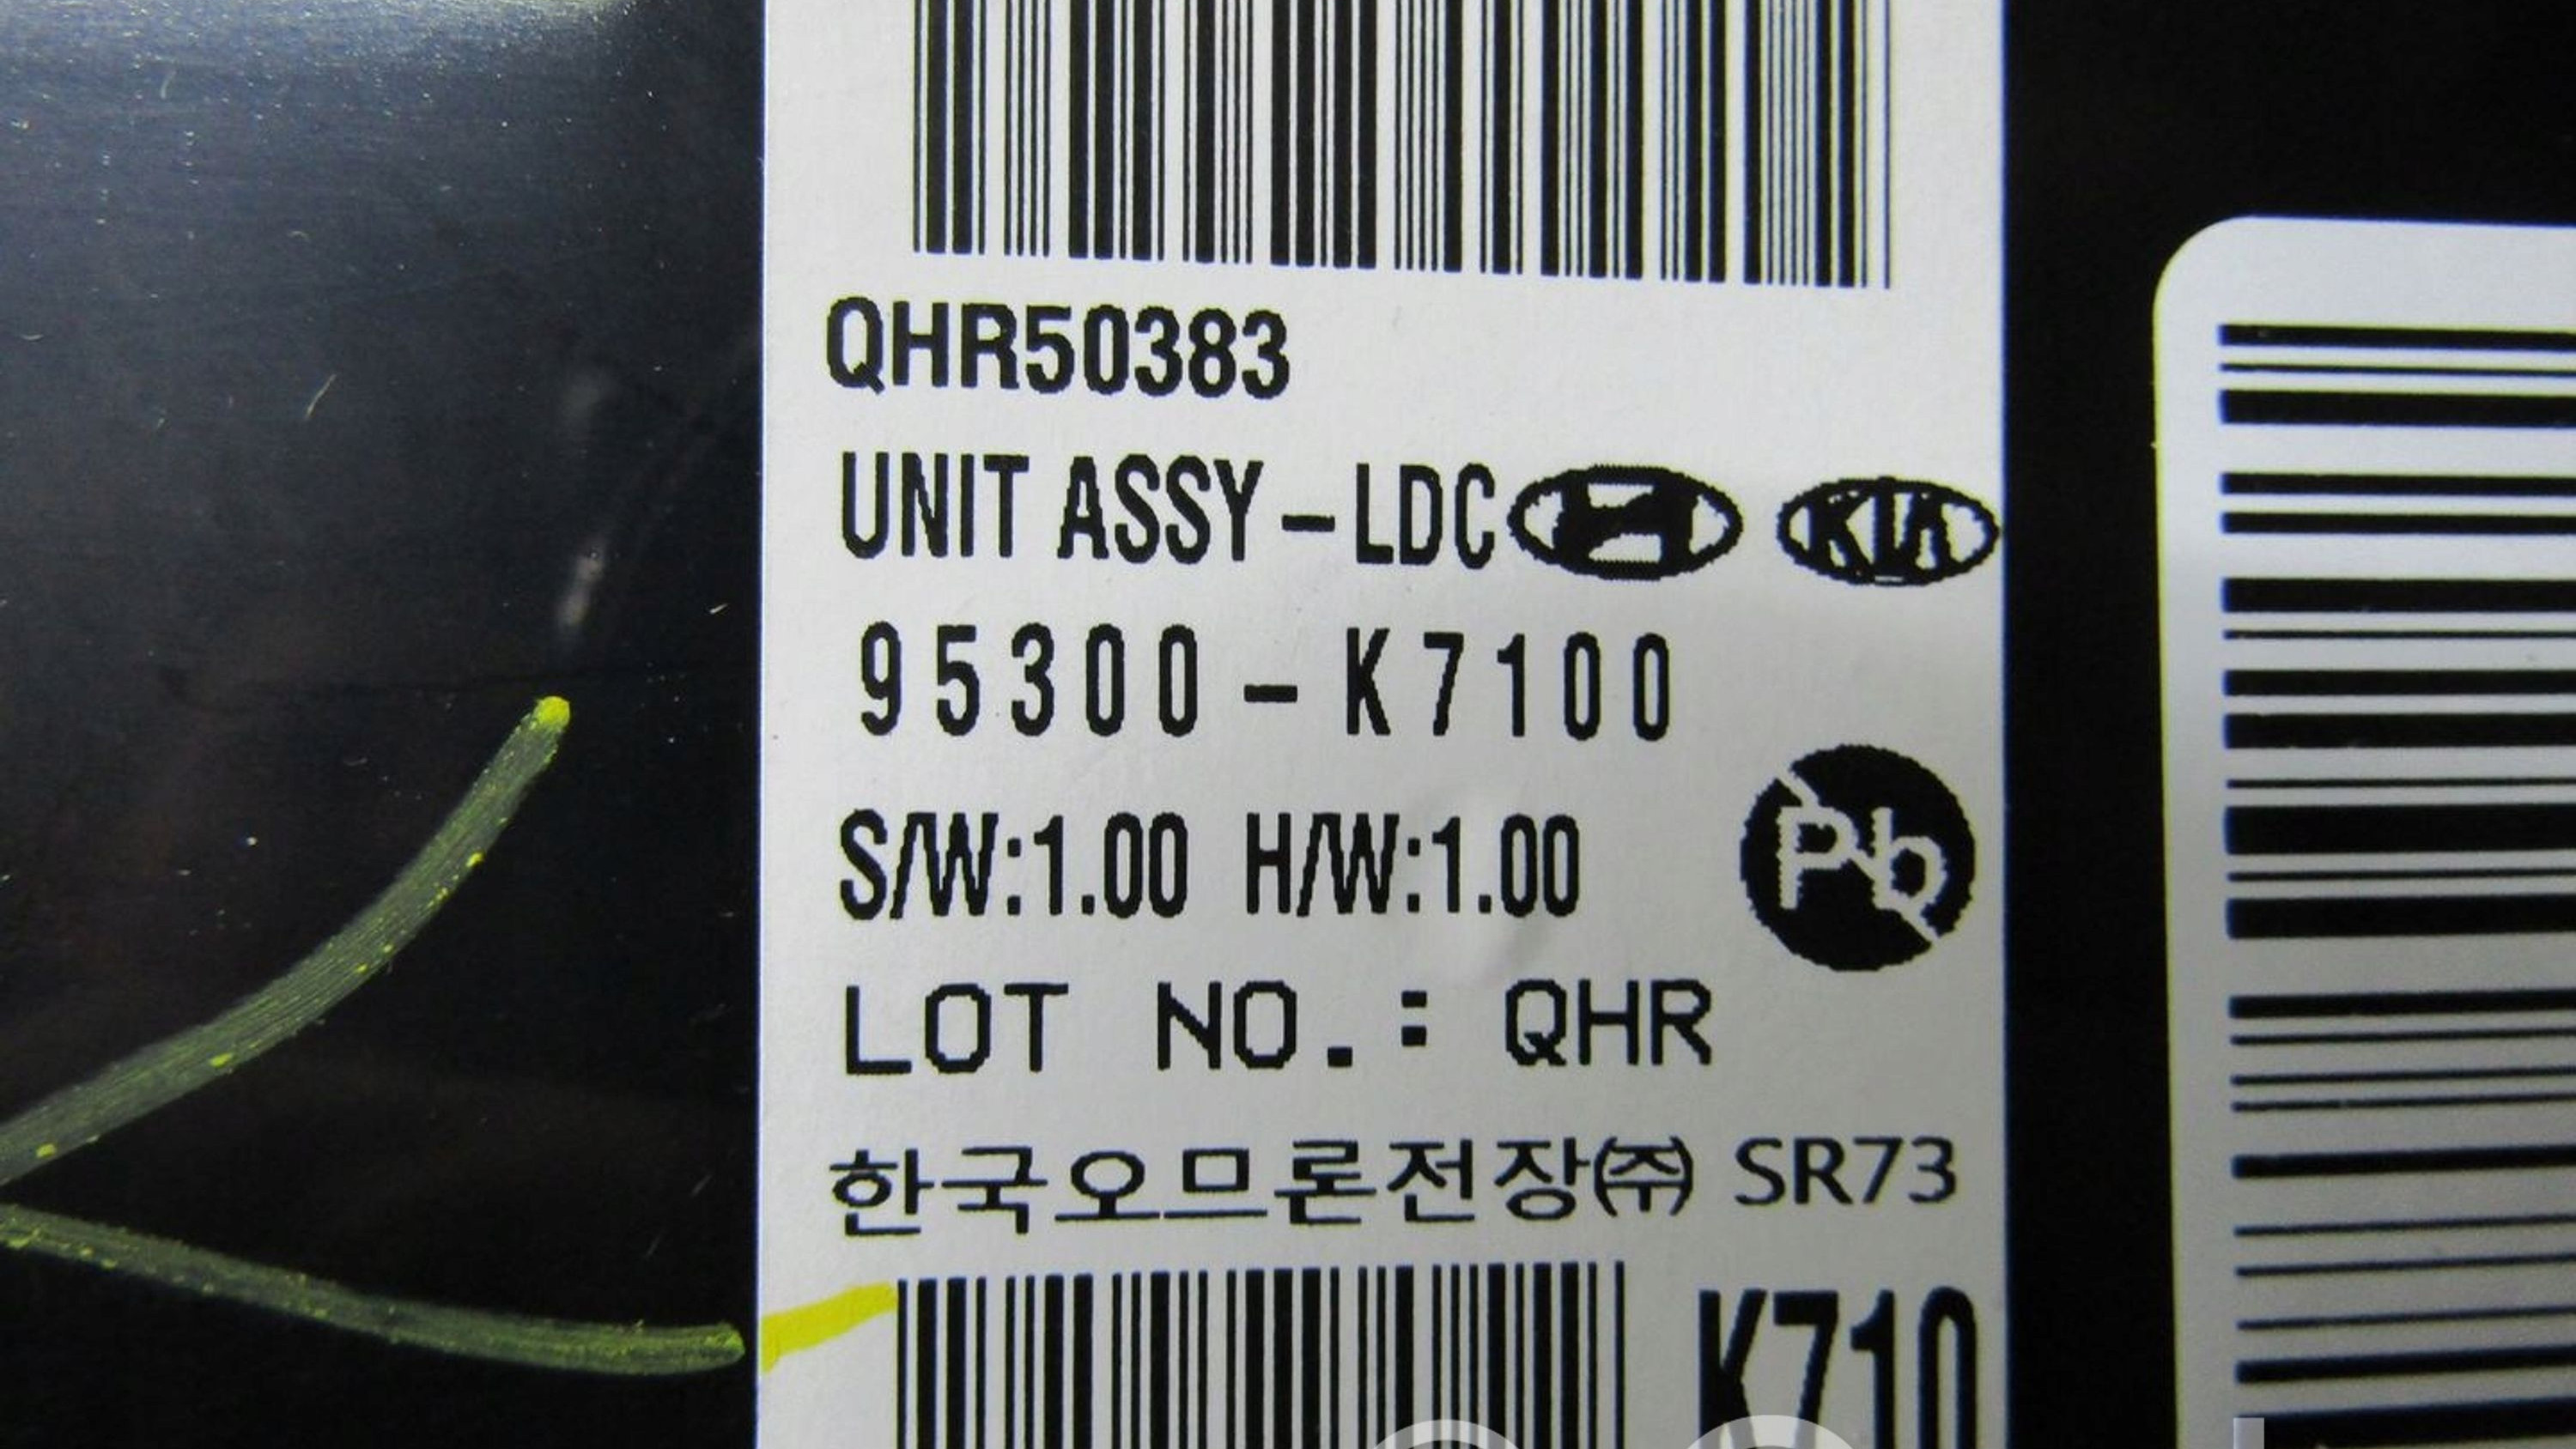 QHR50383
UNIT ASSY-LDC KIA
95300-K7100
S/W:1.00 H/W:1.00
Pb
LOT NO.: QHR
한국오므론전장㈜ SR73
K710